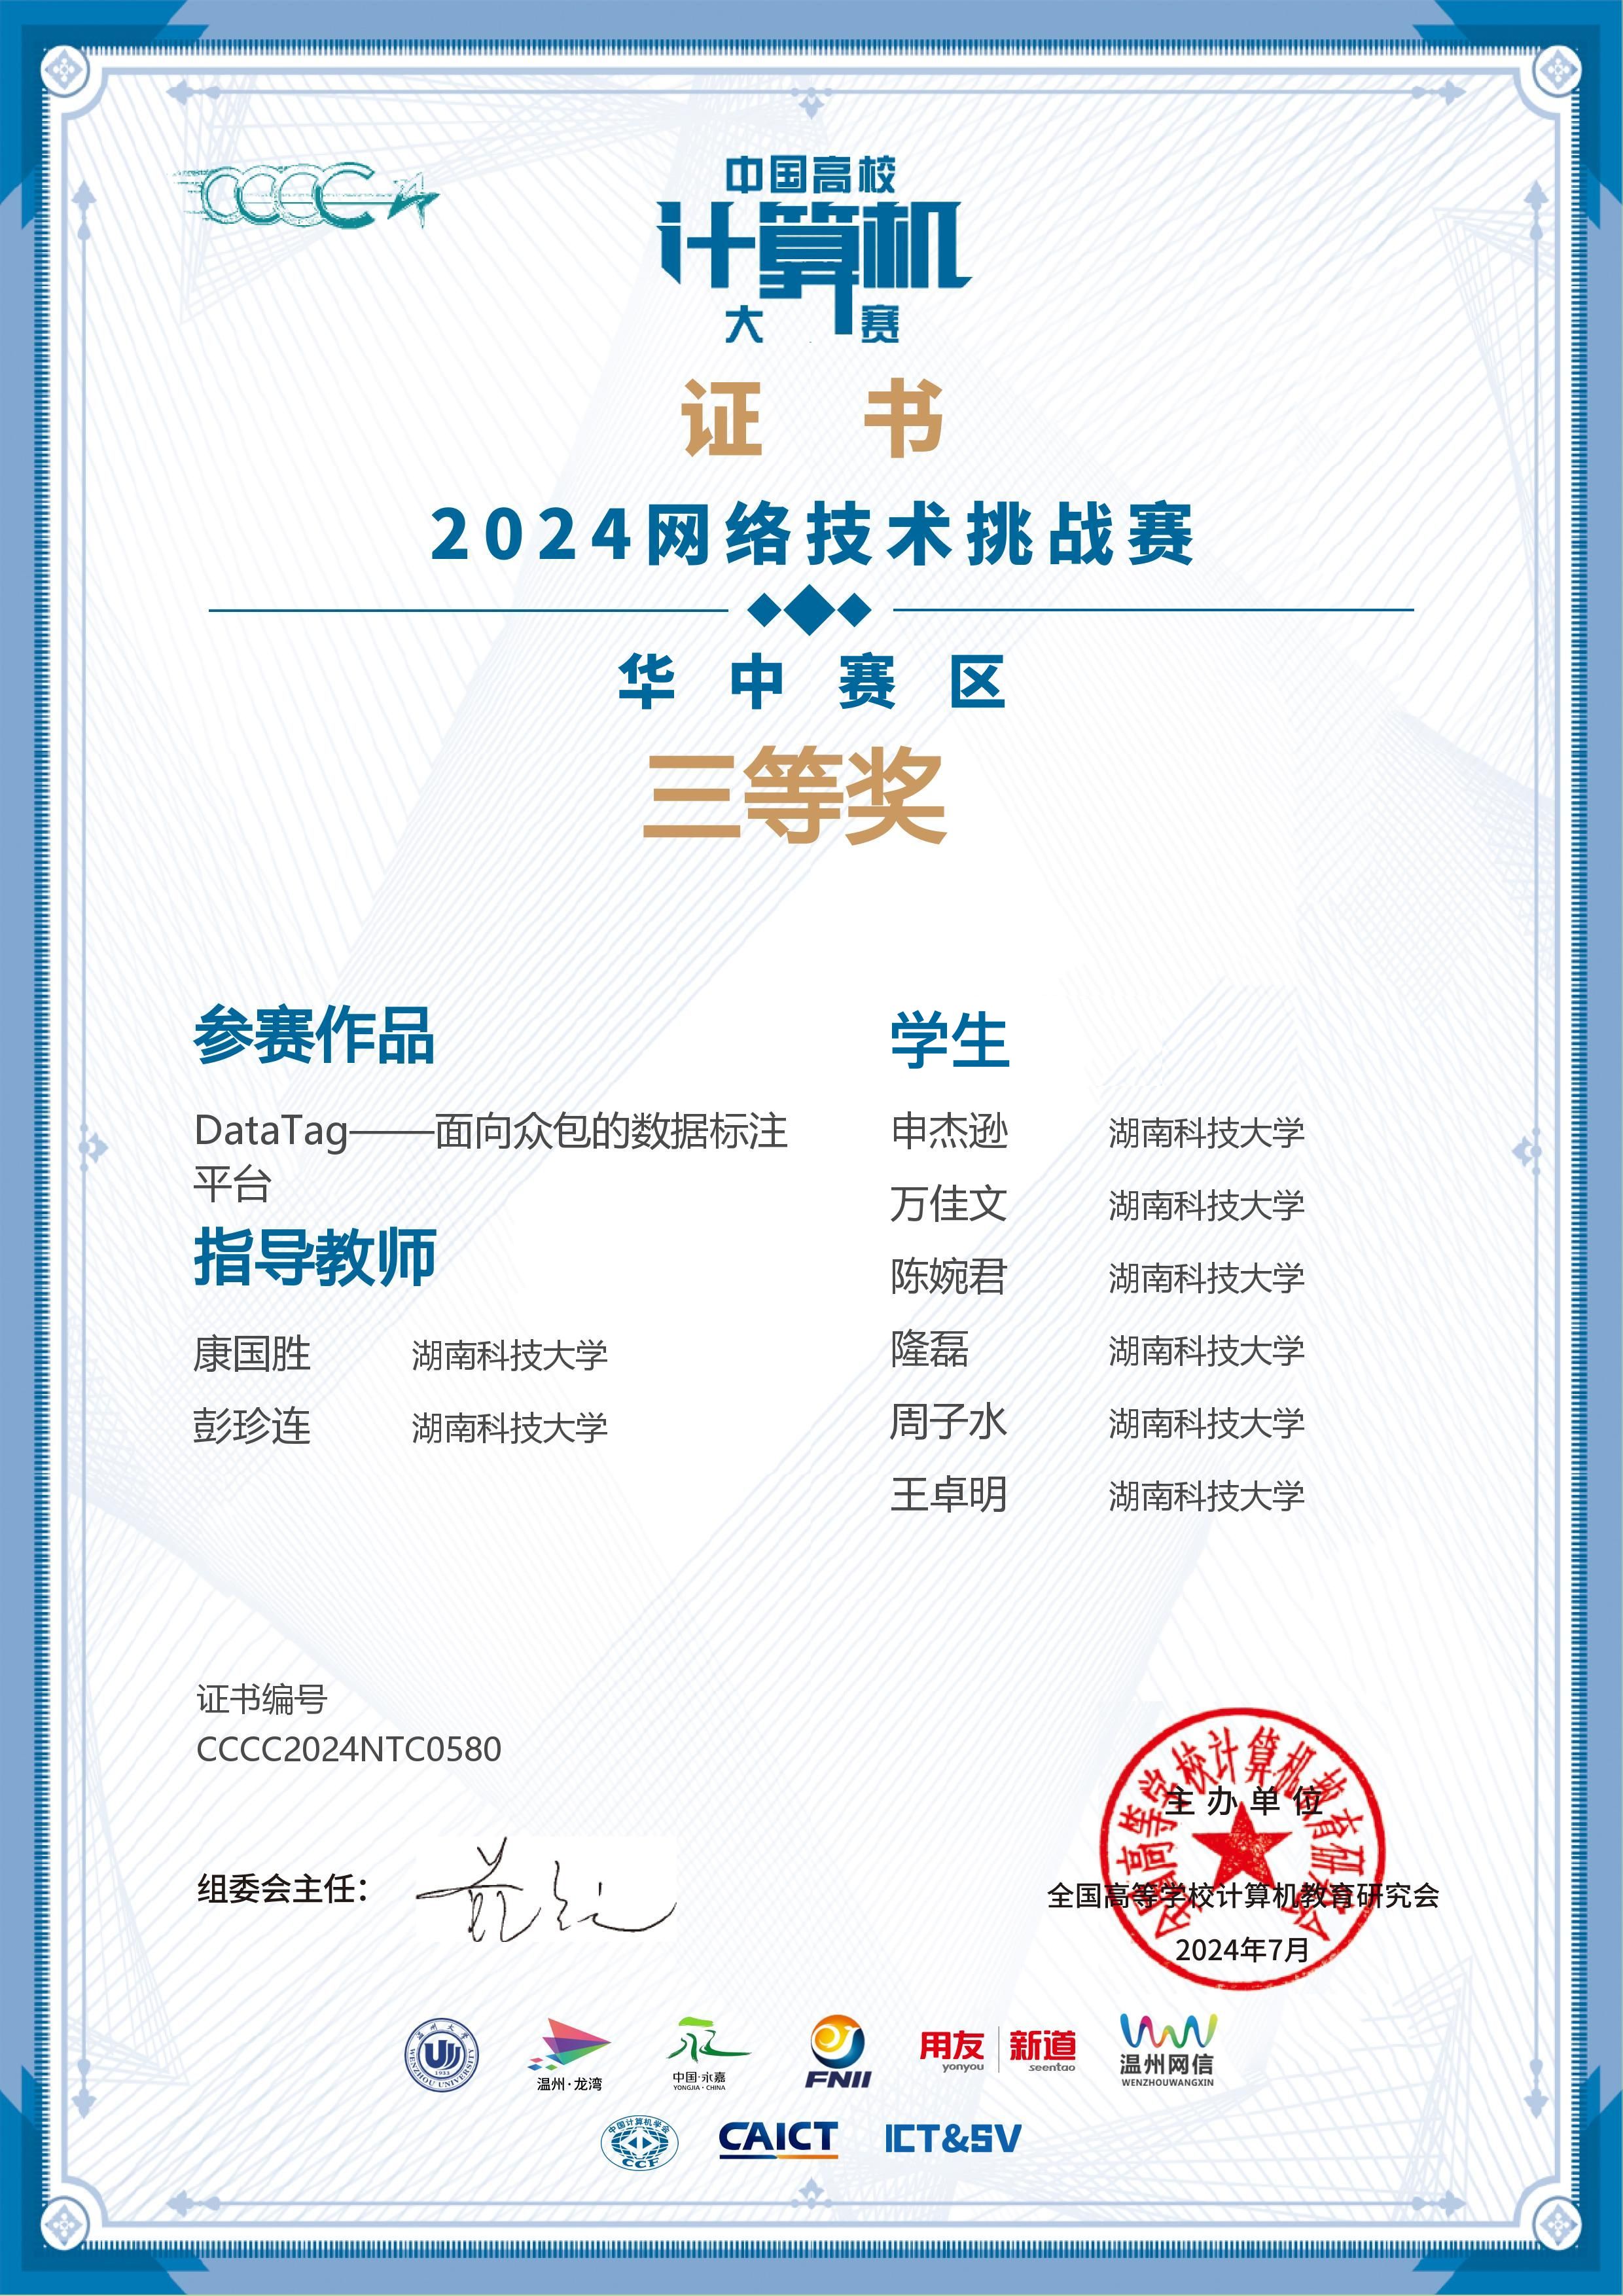 CCCC
中国高校
计算机
大赛
证书
2024网络技术挑战赛
华中赛区
三等奖
参赛作品
DataTag——面向众包的数据标注
平台
指导教师
康国胜 湖南科技大学
彭珍连 湖南科技大学
学生
申杰逊 湖南科技大学
万佳文 湖南科技大学
陈婉君 湖南科技大学
隆磊 湖南科技大学
周子水 湖南科技大学
王卓明 湖南科技大学
证书编号
CCCC2024NTC0580
组委会主任：
全国高等学校计算机教育研究会
主办单位
全国高等学校计算机教育研究会
2024年7月
温州大学
1933
WENZHOU UNIVERSITY
温州·龙湾
中国·永嘉
YONGJIA·CHINA
FNII
用友 新道
yonyou seentao
温州网信
WENZHOUWANGXIN
中国计算机学会
CCF
CAICT
ICT&SV